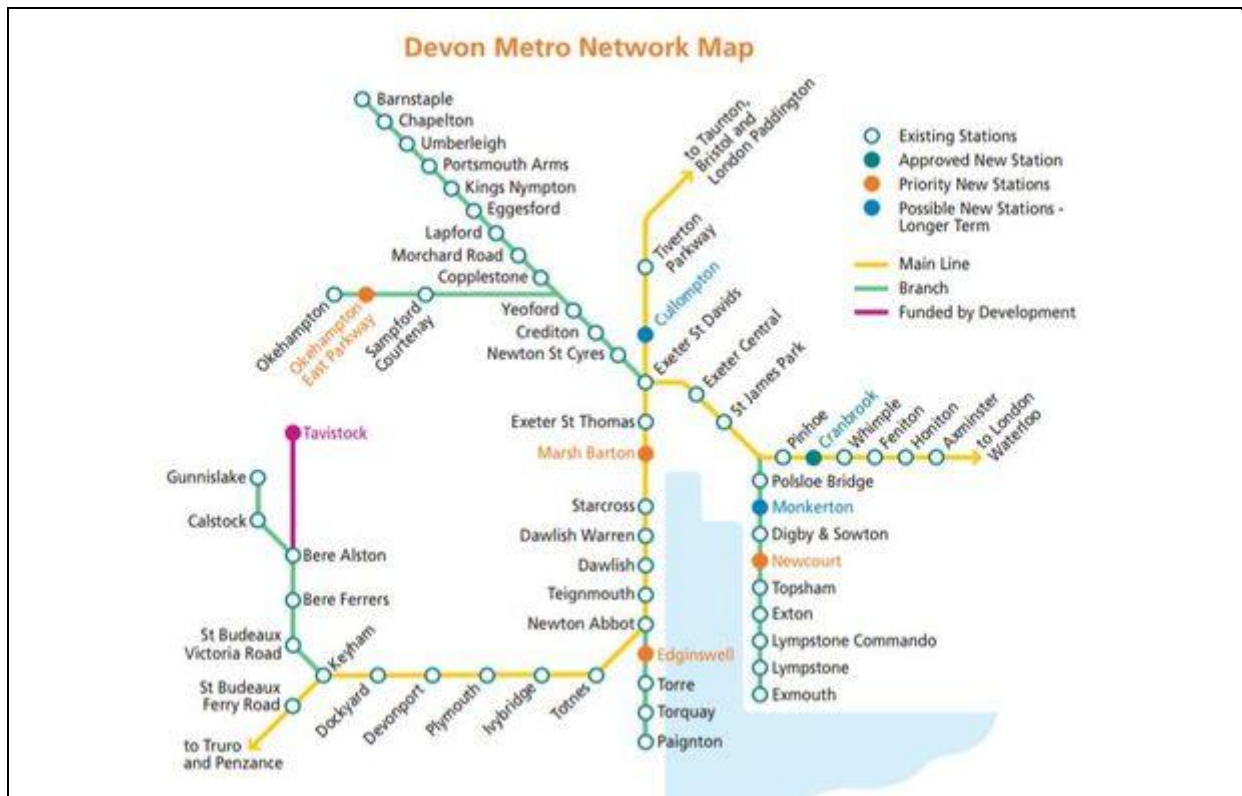 Devon Metro Network Map
Barnstaple
Chapelton
Umberleigh
Portsmouth Arms
Kings Nympton
Eggesford
Lapford
Morchard Road
Copplestone
Yeoford
Crediton
Newton St Cyres
Okehampton
Okehampton
East Parkway
Sampford
Courtenay
to Taunton,
Bristol and
London Paddington
Tiverton
Parkway
Cullompton
Exeter St Davids
Exeter Central
St James Park
Existing Stations
Approved New Station
Priority New Stations
Possible New Stations -
Longer Term
Main Line
Branch
Funded by Development
Pinhoe
Cranbrook
Whimple
Feniton
Honiton
Axminster
to London
Waterloo
Exeter St Thomas
Marsh Barton
Starcross
Dawlish Warren
Dawlish
Teignmouth
Newton Abbot
Edginswell
Torre
Torquay
Paignton
Polsloe Bridge
Monkerton
Digby & Sowton
Newcourt
Topsham
Exton
Lympstone Commando
Lympstone
Exmouth
Tavistock
Gunnislake
Calstock
Bere Alston
Bere Ferrers
St Budeaux
Victoria Road
Keyham
St Budeaux
Ferry Road
Dockyard
Devonport
Plymouth
Ivybridge
Totnes
to Truro
and Penzance